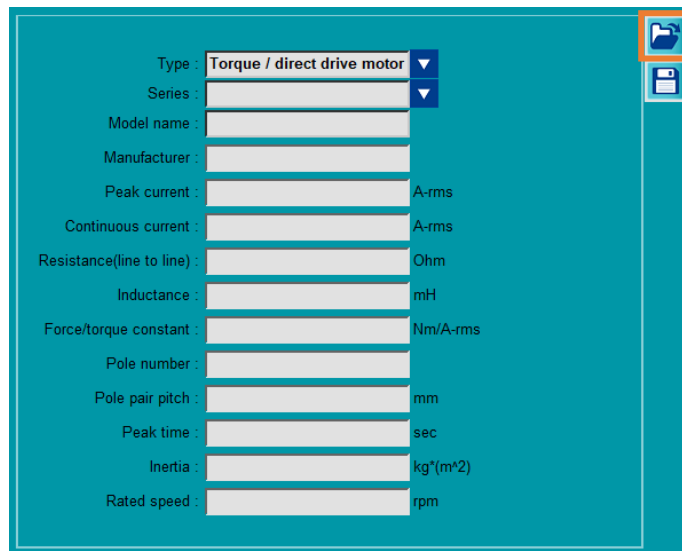 Type : Torque / direct drive motor
Series :
Model name :
Manufacturer :
Peak current : A-rms
Continuous current : A-rms
Resistance(line to line) : Ohm
Inductance : mH
Force/torque constant : Nm/A-rms
Pole number :
Pole pair pitch : mm
Peak time : sec
Inertia : kg*(m^2)
Rated speed : rpm